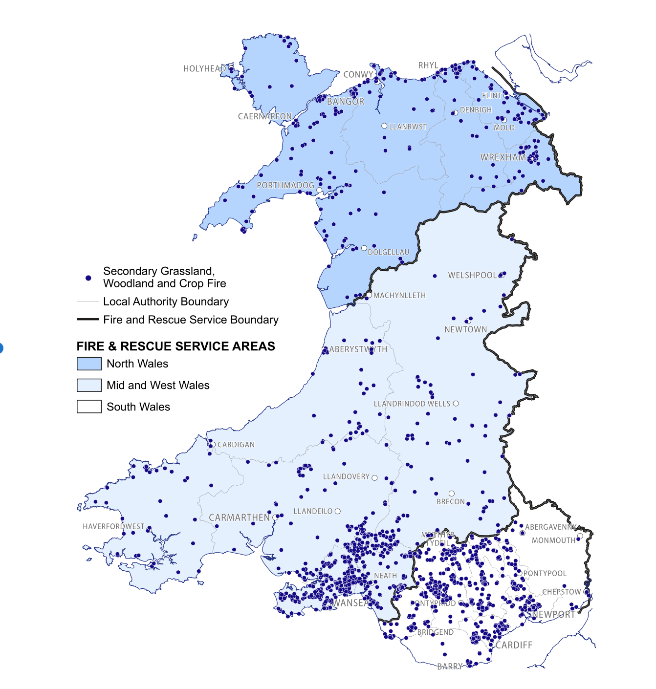 HOLYHEAD
CONWY
RHYL
FLINT
BANGOR
DENBIGH
CAERNARFON
LLANRWST
MOLD
WREXHAM
PORTHMADOG
DOLGELLAU
Secondary Grassland,
Woodland and Crop Fire
Local Authority Boundary
Fire and Rescue Service Boundary
FIRE & RESCUE SERVICE AREAS
North Wales
Mid and West Wales
South Wales
WELSHPOOL
MACHYNLLETH
NEWTOWN
ABERYSTWYTH
LLANDRINDOD WELLS
CARDIGAN
LLANDOVERY
BRECON
LLANDEILO
CARMARTHEN
HAVERFORDWEST
ABERGAVENNY
MONMOUTH
NEATH
PONTYPOOL
CHEPSTOW
SWANSEA
NEWPORT
BRIDGEND
CARDIFF
BARRY